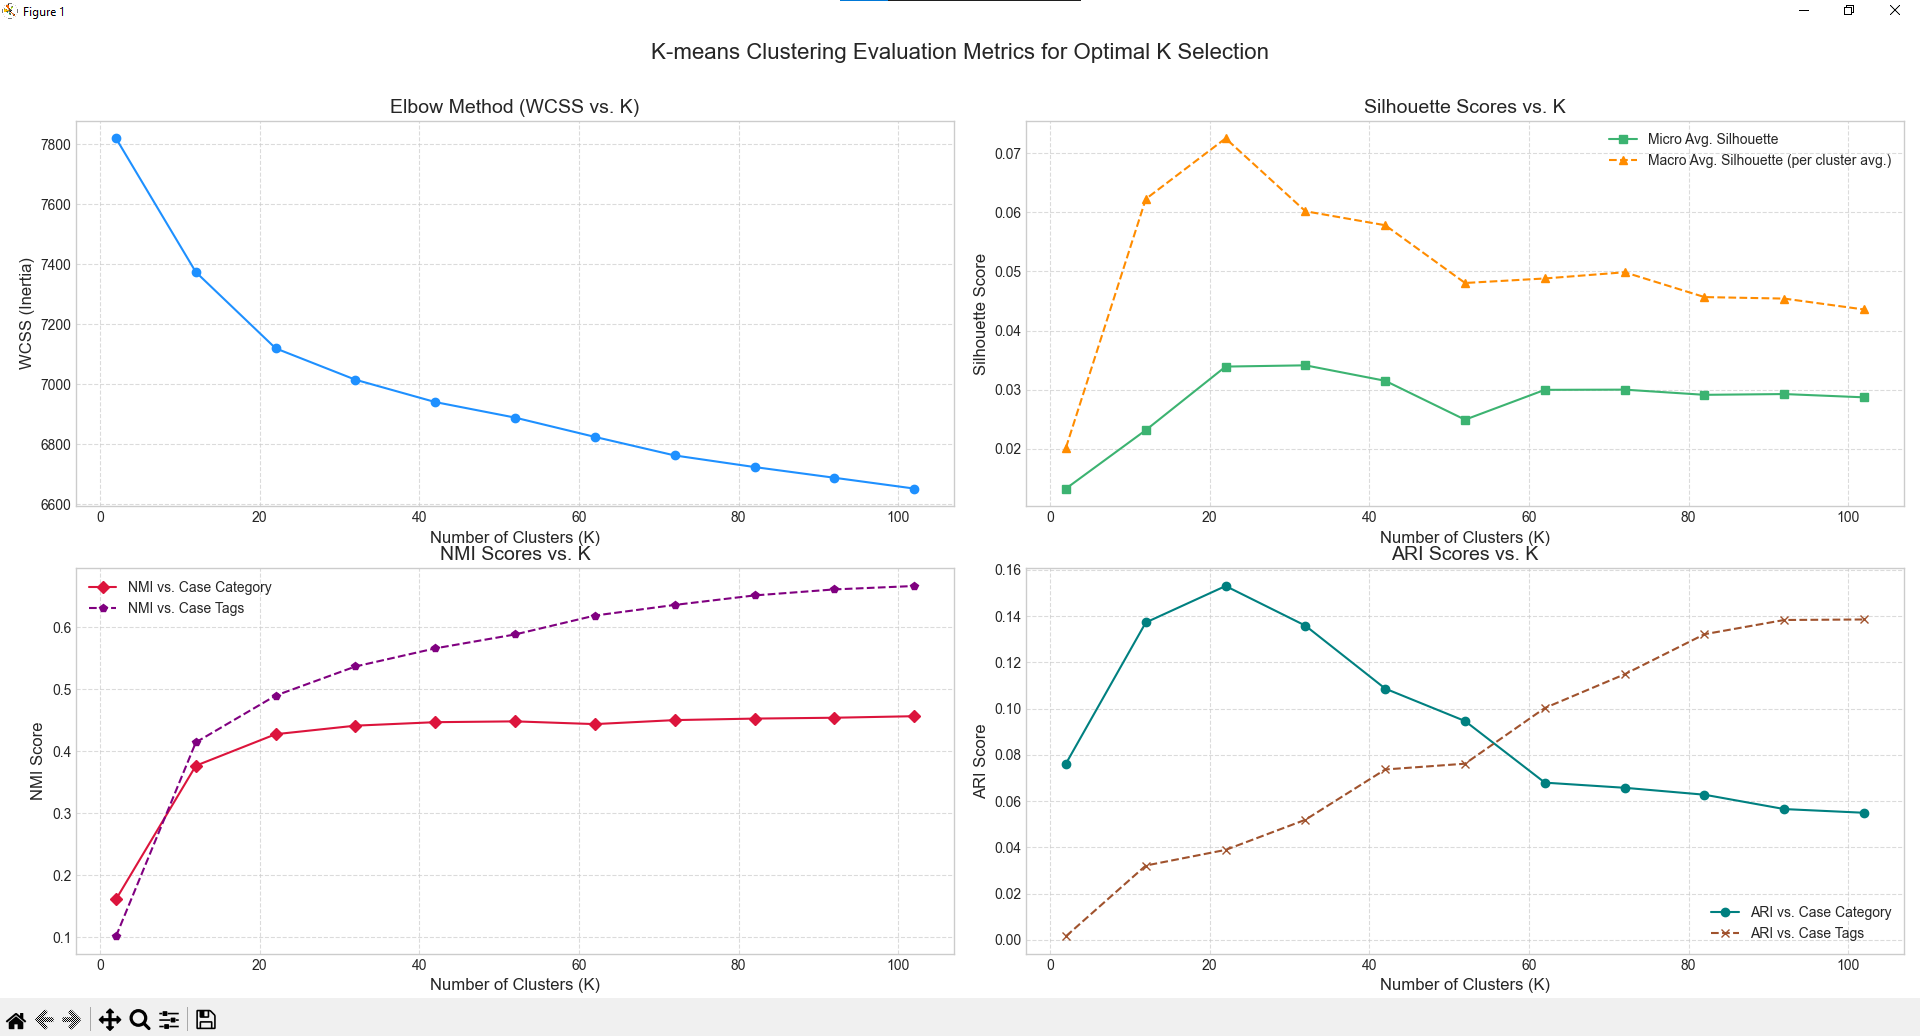 Figure 1
K-means Clustering Evaluation Metrics for Optimal K Selection
Elbow Method (WCSS vs. K)
7800
7600
7400
7200
7000
6800
6600
WCSS (Inertia)
0 20 40 60 80 100
Number of Clusters (K)
Silhouette Scores vs. K
Micro Avg. Silhouette
Macro Avg. Silhouette (per cluster avg.)
0.07
0.06
0.05
0.04
0.03
0.02
Silhouette Score
0 20 40 60 80 100
Number of Clusters (K)
NMI Scores vs. K
NMI vs. Case Category
NMI vs. Case Tags
0.6
0.5
0.4
0.3
0.2
0.1
NMI Score
0 20 40 60 80 100
Number of Clusters (K)
ARI Scores vs. K
0.16
0.14
0.12
0.10
0.08
0.06
0.04
0.02
0.00
ARI Score
ARI vs. Case Category
ARI vs. Case Tags
0 20 40 60 80 100
Number of Clusters (K)